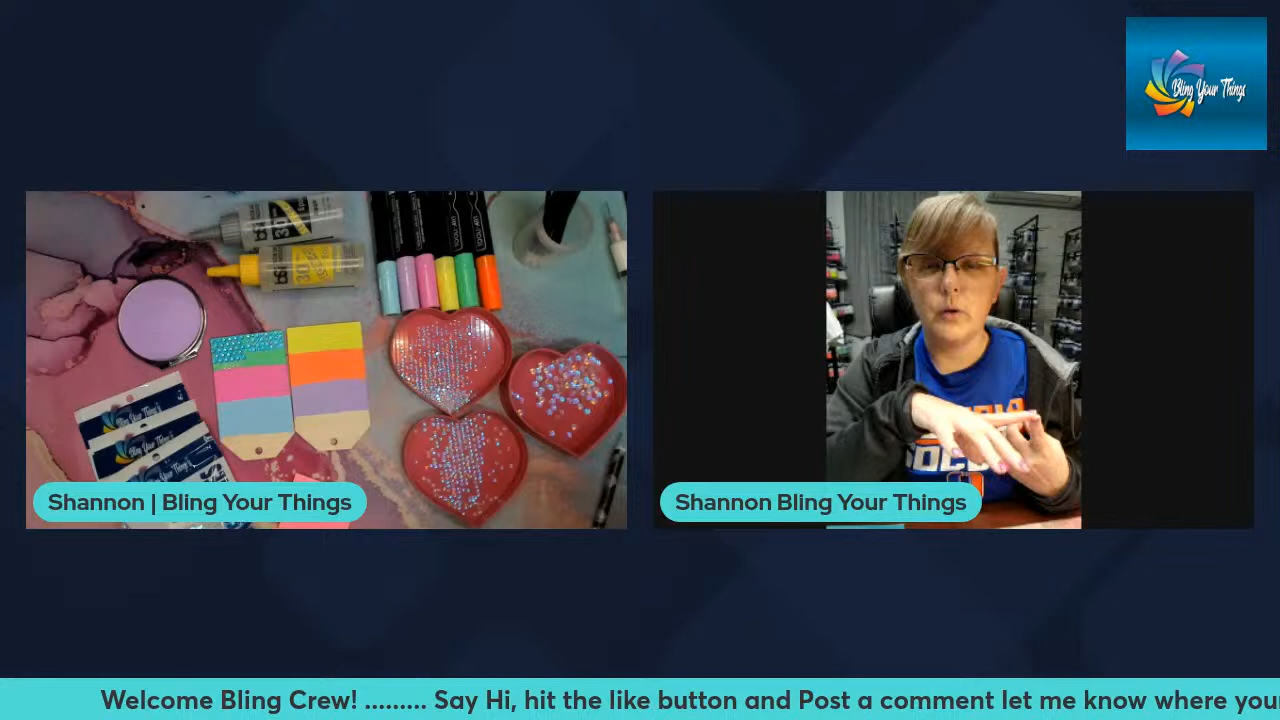 Bling Your Things
Shannon | Bling Your Things
Shannon Bling Your Things
Welcome Bling Crew! ......... Say Hi, hit the like button and Post a comment let me know where your